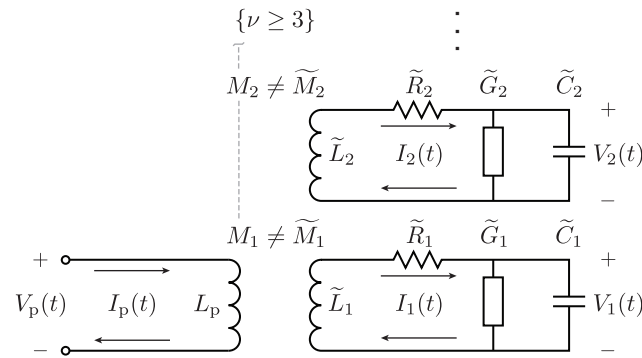 {ν ≥ 3}
⋮
M₂ ≠ M̃₂ R̃₂ G̃₂ C̃₂
+
L̃₂ I₂(t) V₂(t)
−
M₁ ≠ M̃₁ R̃₁ G̃₁ C̃₁
+ +
Vₚ(t) Iₚ(t) Lₚ L̃₁ I₁(t) V₁(t)
− −